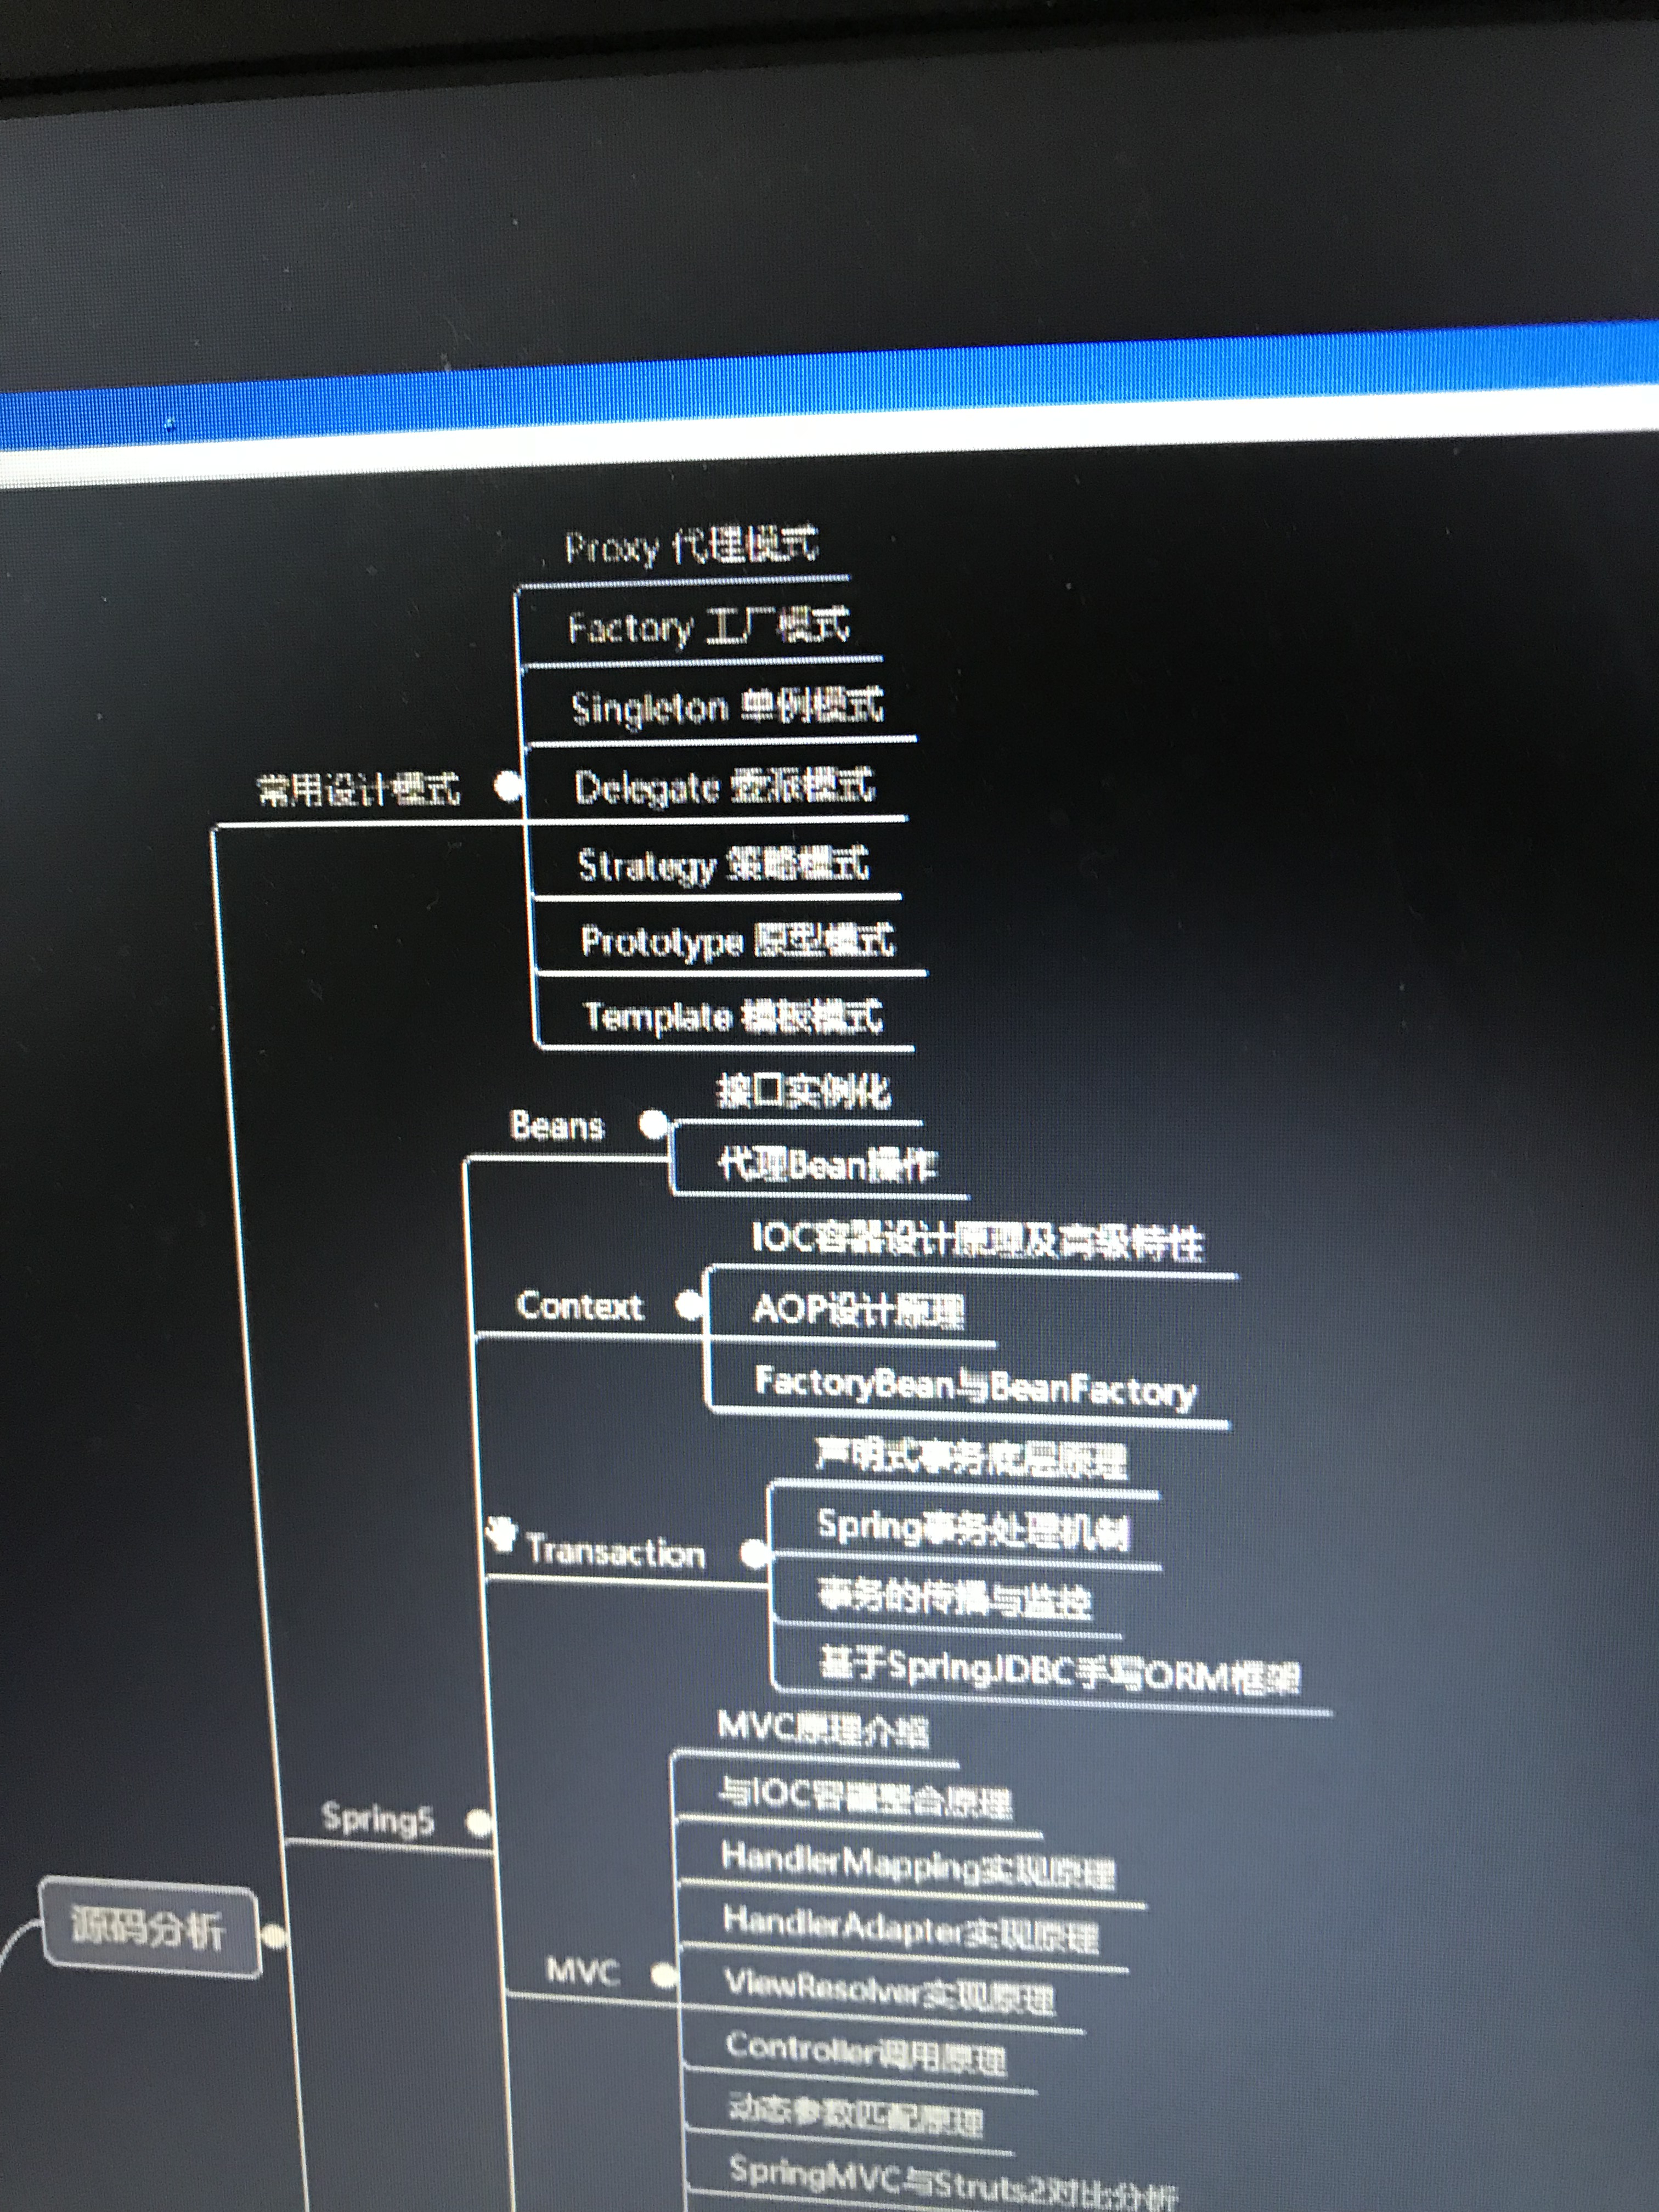 Proxy 代理模式
Factory 工厂模式
Singleton 单例模式
常用设计模式
Delegate 委派模式
Strategy 策略模式
Prototype 原型模式
Template 模板模式
接口实例化
Beans
代理Bean操作
IOC容器设计原理及高级特性
Context
AOP设计原理
FactoryBean与BeanFactory
声明式事务底层原理
Spring事务处理机制
Transaction
事务的传播与监控
基于SpringJDBC手写ORM框架
MVC原理介绍
与IOC容器整合原理
Spring5
HandlerMapping实现原理
源码分析
HandlerAdapter实现原理
MVC
ViewResolver实现原理
Controller调用原理
动态参数匹配原理
SpringMVC与Struts2对比分析